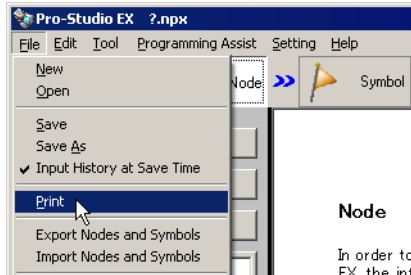 Pro-Studio EX ?.npx
File Edit Tool Programming Assist Setting Help
New
Open
Node
Symbol
Save
Save As
Input History at Save Time
Print
Export Nodes and Symbols
Import Nodes and Symbols
Node
In order to
EX, the int